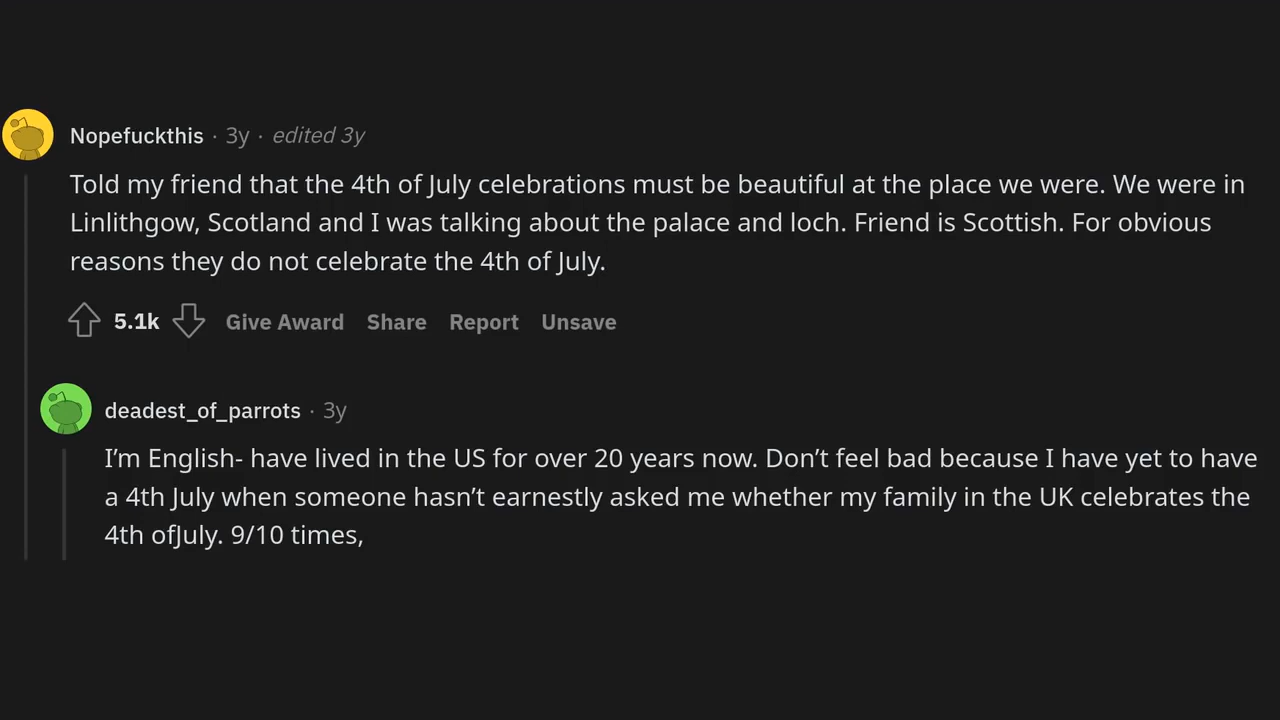 Nopefuckthis · 3y · edited 3y
Told my friend that the 4th of July celebrations must be beautiful at the place we were. We were in
Linlithgow, Scotland and I was talking about the palace and loch. Friend is Scottish. For obvious
reasons they do not celebrate the 4th of July.
5.1k Give Award Share Report Unsave
deadest_of_parrots · 3y
I’m English- have lived in the US for over 20 years now. Don’t feel bad because I have yet to have
a 4th July when someone hasn’t earnestly asked me whether my family in the UK celebrates the
4th ofJuly. 9/10 times,